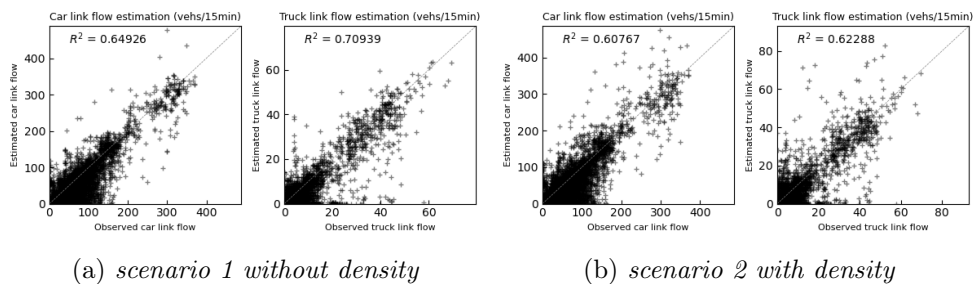 Car link flow estimation (vehs/15min)
R² = 0.64926
Estimated car link flow
400
300
200
100
0
0 100 200 300 400
Observed car link flow
Truck link flow estimation (vehs/15min)
R² = 0.70939
Estimated truck link flow
60
40
20
0
0 20 40 60
Observed truck link flow
(a) scenario 1 without density
Car link flow estimation (vehs/15min)
R² = 0.60767
Estimated car link flow
400
300
200
100
0
0 100 200 300 400
Observed car link flow
Truck link flow estimation (vehs/15min)
R² = 0.62288
Estimated truck link flow
80
60
40
20
0
0 20 40 60 80
Observed truck link flow
(b) scenario 2 with density